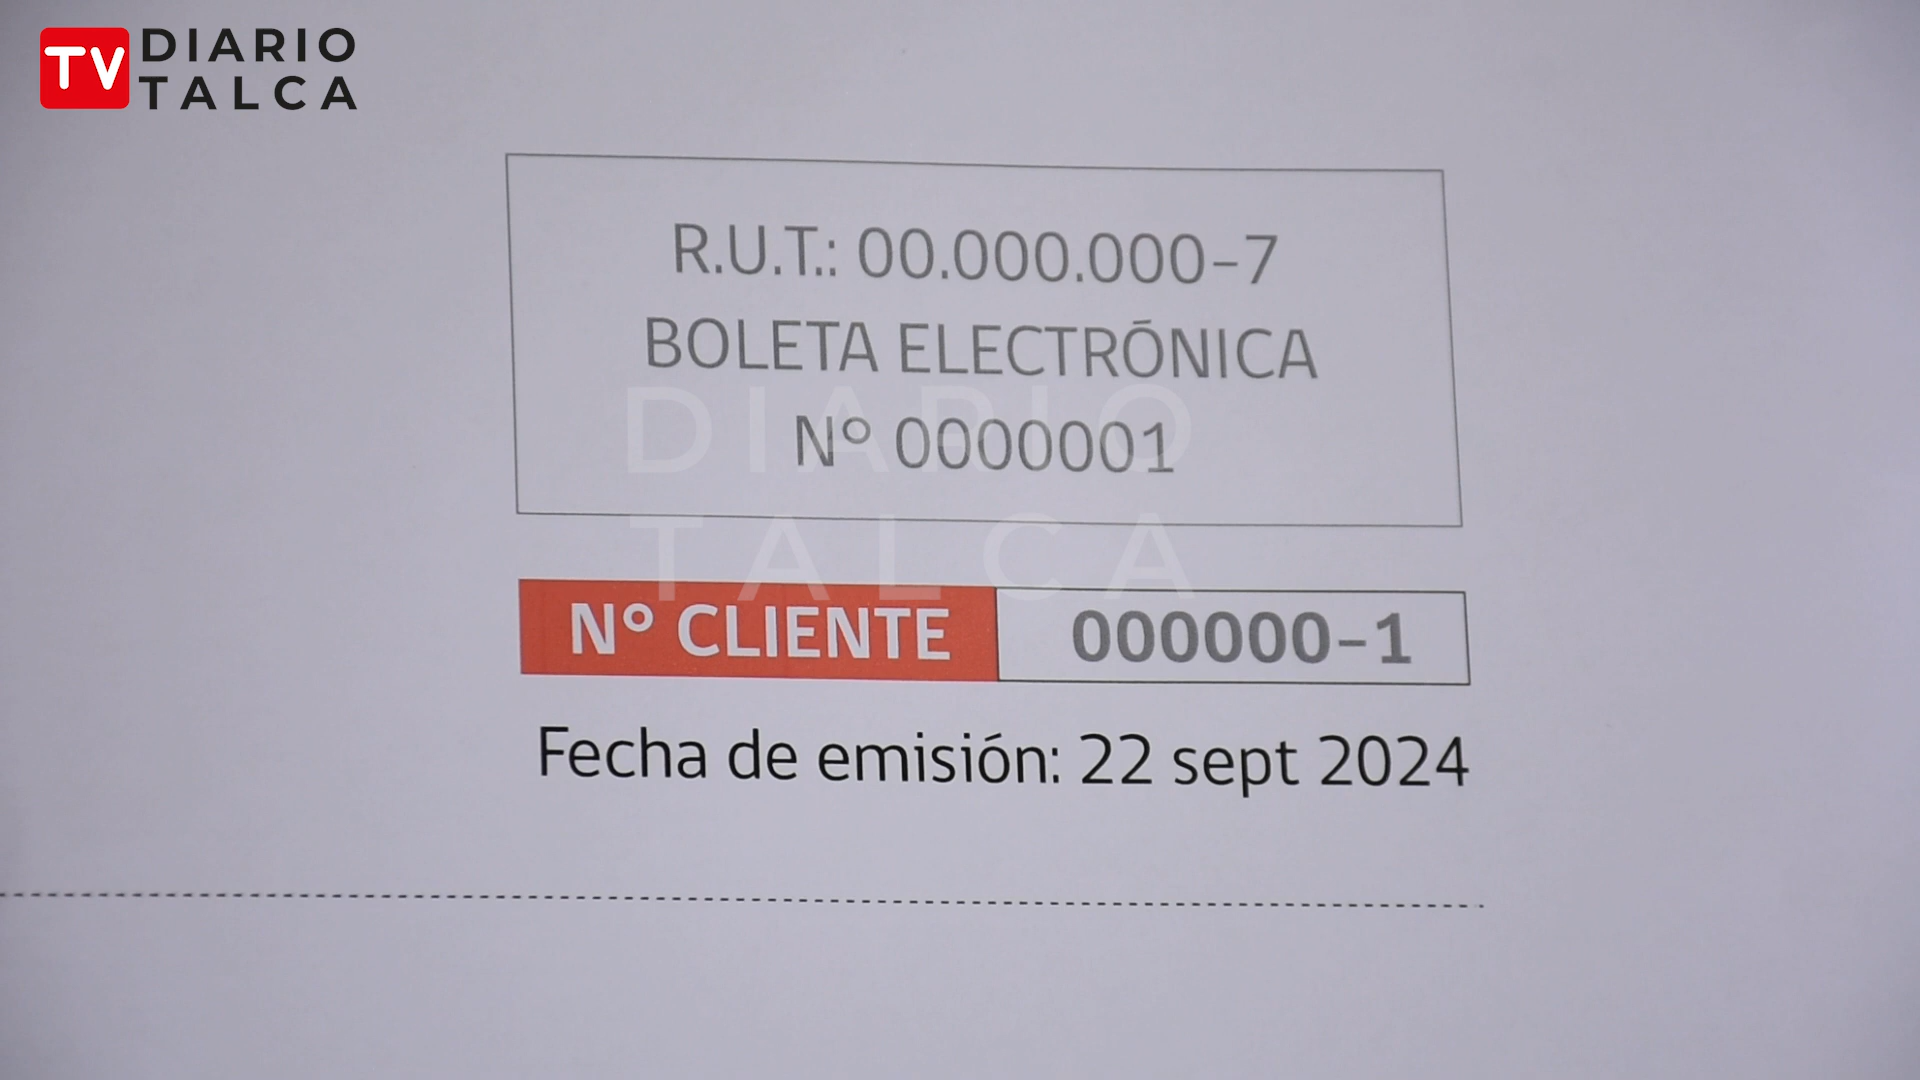 TV DIARIO
TALCA
R.U.T.: 00.000.000-7
BOLETA ELECTRÓNICA
Nº 0000001
DIARIO
TALCA
Nº CLIENTE 000000-1
Fecha de emisión: 22 sept 2024